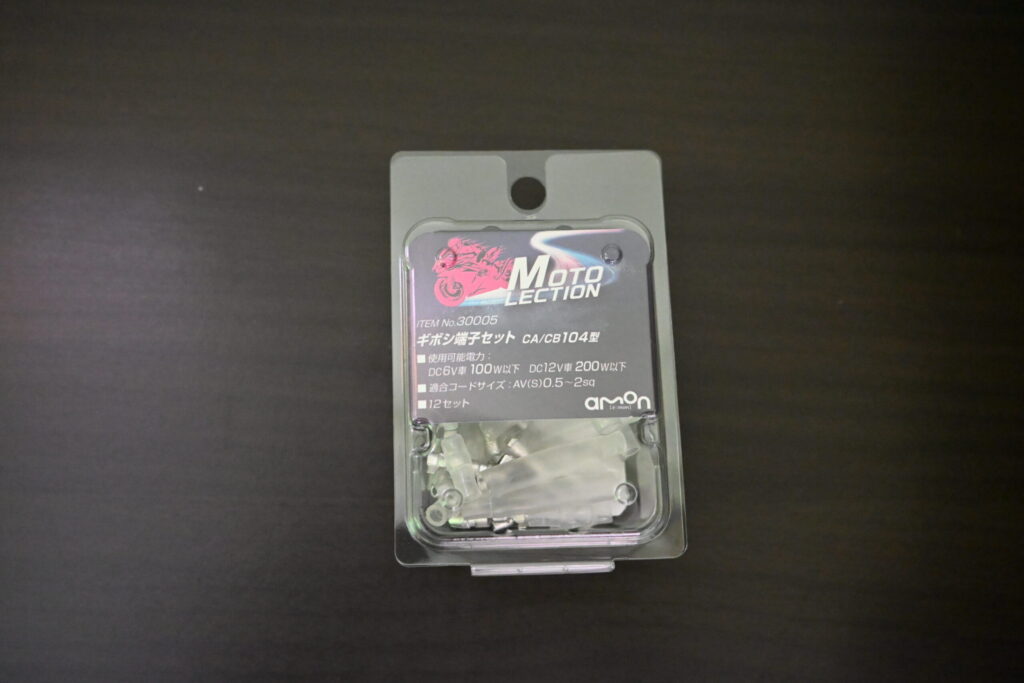 MOTO
LECTION
ITEM No.30005
ギボシ端子セット CA/CB104型
■使用可能電力：
DC6V車 100W以下 DC12V車 200W以下
■適合コードサイズ：AV(S)0.5～2sq
■12セット
amon